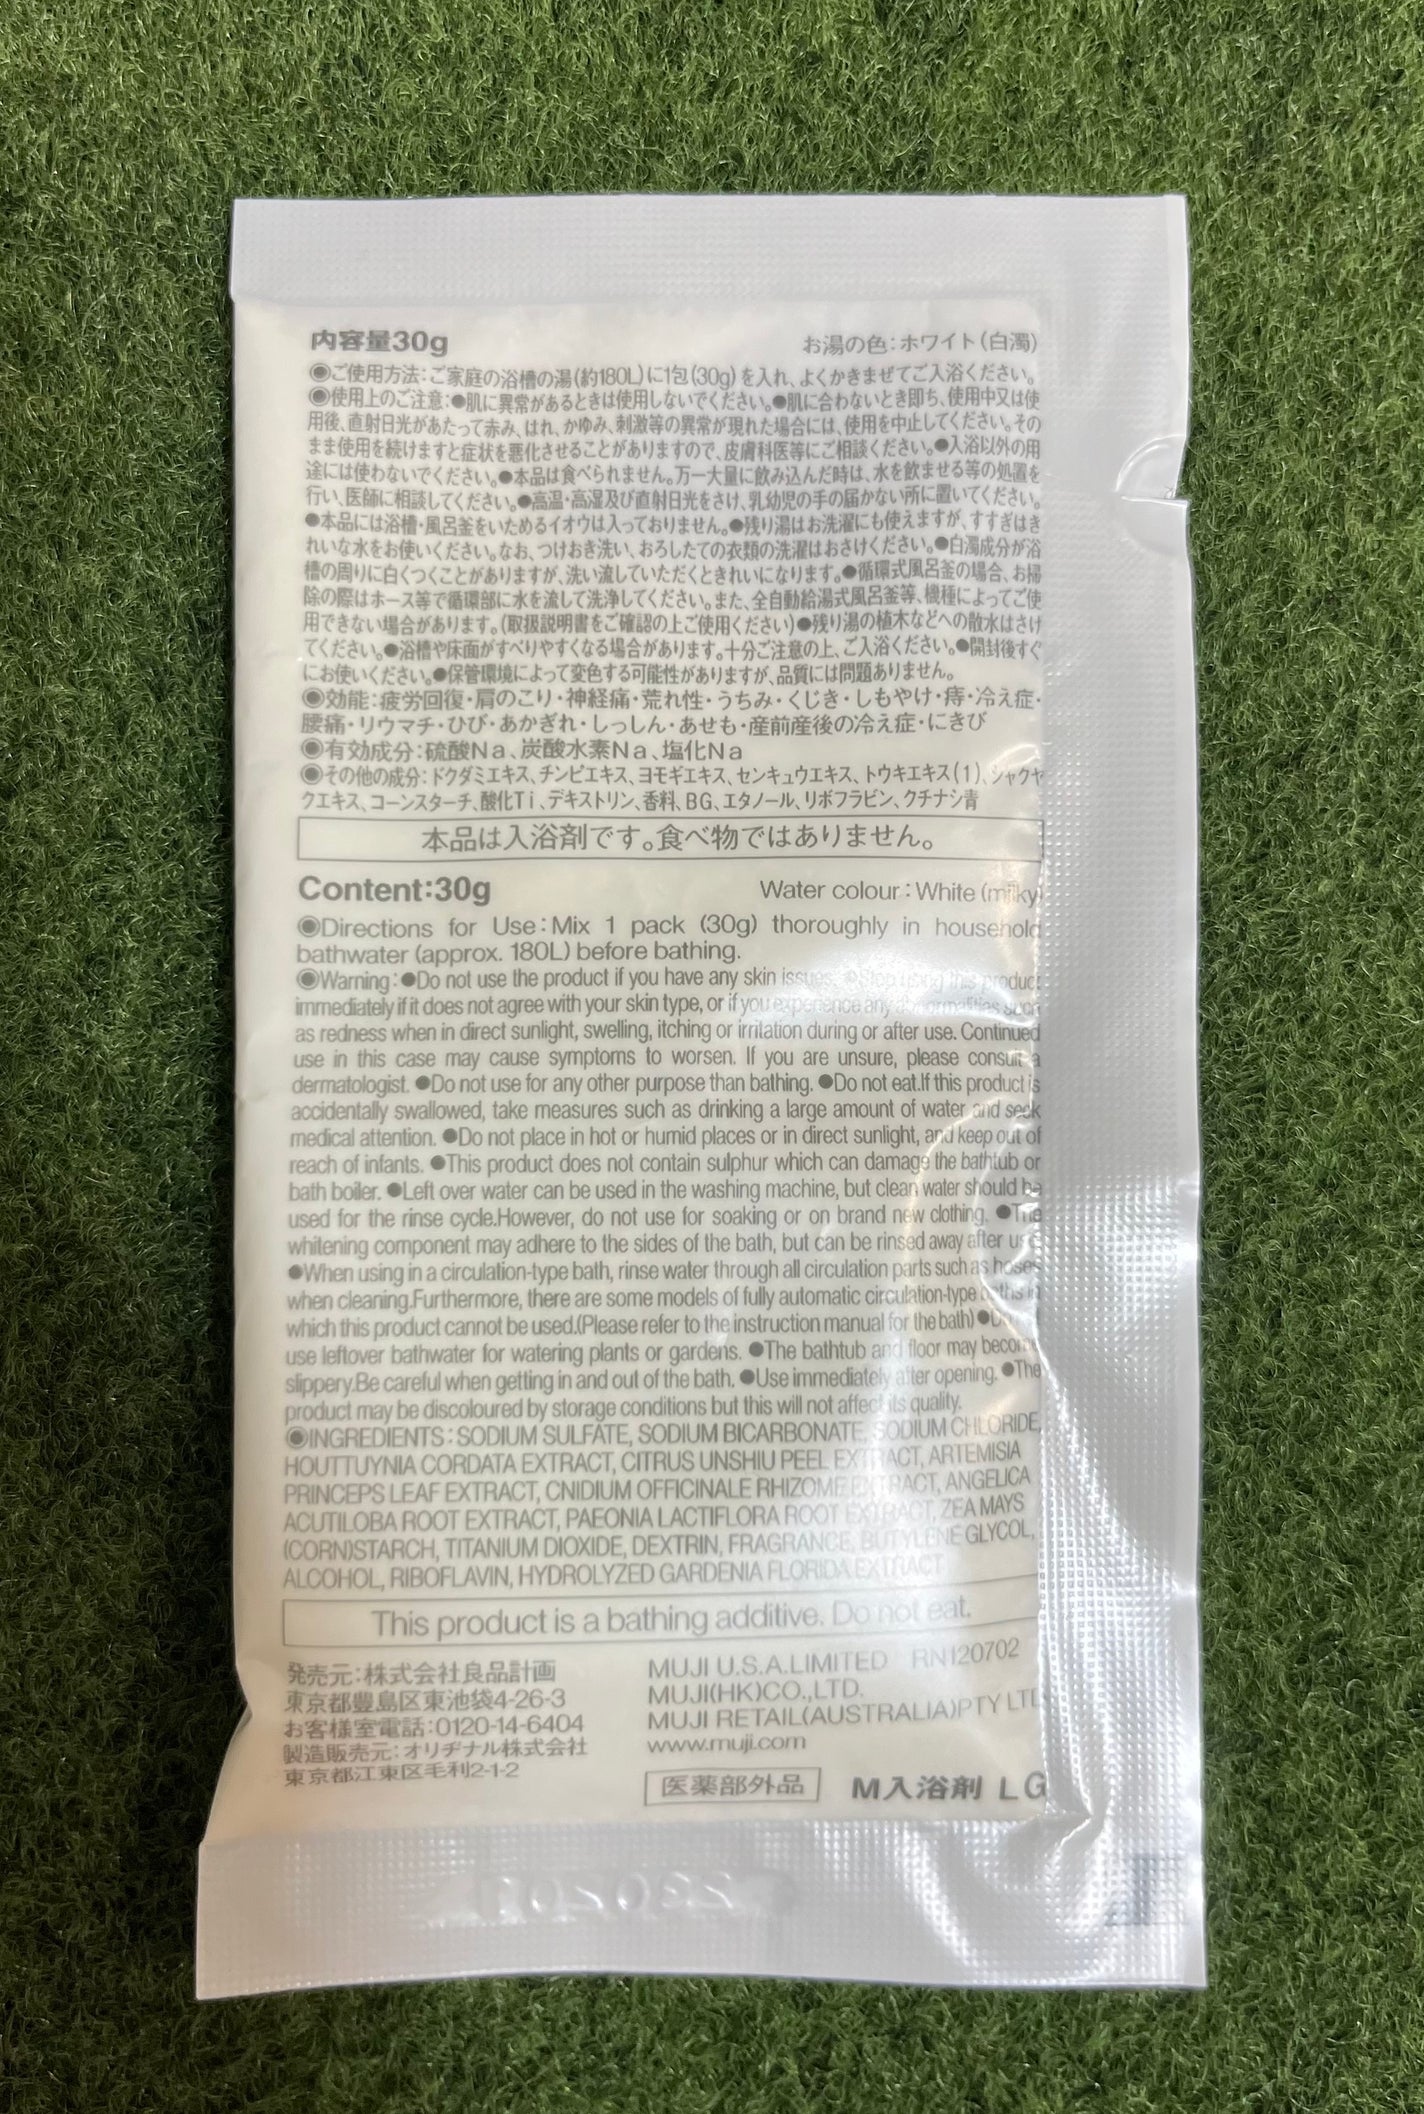 内容量30g
お湯の色：ホワイト(白濁)
◉ご使用方法：ご家庭の浴槽の湯(約180L)に1包(30g)を入れ、よくかきまぜてご入浴ください。
◉使用上のご注意：●肌に異常があるときは使用しないでください。●肌に合わないとき即ち、使用中又は使
用後、直射日光があたって赤み、はれ、かゆみ、刺激等の異常が現れた場合には、使用を中止してください。その
まま使用を続けますと症状を悪化させることがありますので、皮膚科医等にご相談ください。●入浴以外の用
途には使わないでください。●本品は食べられません。万一大量に飲み込んだ時は、水を飲ませる等の処置を
行い、医師に相談してください。●高温・高湿及び直射日光をさけ、乳幼児の手の届かない所に置いてください。
●本品には浴槽・風呂釜をいためるイオウは入っておりません。●残り湯はお洗濯にも使えますが、すすぎはき
れいな水をお使いください。なお、つけおき洗い、おろしたての衣類の洗濯はおさけください。●白濁成分が浴
槽の周りに白くつくことがありますが、洗い流していただくときれいになります。●循環式風呂釜の場合、お掃
除の際はホース等で循環部に水を流して洗浄してください。また、全自動給湯式風呂釜等、機種によってご使
用できない場合があります。(取扱説明書をご確認の上ご使用ください)●残り湯の植木などへの散水はさけ
てください。●浴槽や床面がすべりやすくなる場合があります。十分ご注意の上、ご入浴ください。●開封後すぐ
にお使いください。●保管環境によって変色する可能性がありますが、品質には問題ありません。
◉効能：疲労回復・肩のこり・神経痛・荒れ性・うちみ・くじき・しもやけ・痔・冷え症・
腰痛・リウマチ・ひび・あかぎれ・しっしん・あせも・産前産後の冷え症・にきび
◉有効成分：硫酸Na、炭酸水素Na、塩化Na
◉その他の成分：ドクダミエキス、チンピエキス、ヨモギエキス、センキュウエキス、トウキエキス(1)、シャクヤ
クエキス、コーンスターチ、酸化Ti、デキストリン、香料、BG、エタノール、リボフラビン、クチナシ青
本品は入浴剤です。食べ物ではありません。
Content:30g
Water colour : White (milky)
◉Directions for Use : Mix 1 pack (30g) thoroughly in household
bathwater (approx. 180L) before bathing.
◉Warning : ●Do not use the product if you have any skin issues. ●Stop using this product
immediately if it does not agree with your skin type, or if you experience any abnormalities such
as redness when in direct sunlight, swelling, itching or irritation during or after use. Continued
use in this case may cause symptoms to worsen. If you are unsure, please consult a
dermatologist. ●Do not use for any other purpose than bathing. ●Do not eat.If this product is
accidentally swallowed, take measures such as drinking a large amount of water and seek
medical attention. ●Do not place in hot or humid places or in direct sunlight, and keep out of
reach of infants. ●This product does not contain sulphur which can damage the bathtub or
bath boiler. ●Left over water can be used in the washing machine, but clean water should be
used for the rinse cycle.However, do not use for soaking or on brand new clothing. ●The
whitening component may adhere to the sides of the bath, but can be rinsed away after use.
●When using in a circulation-type bath, rinse water through all circulation parts such as hoses
when cleaning.Furthermore, there are some models of fully automatic circulation-type baths in
which this product cannot be used.(Please refer to the instruction manual for the bath) ●Do
use leftover bathwater for watering plants or gardens. ●The bathtub and floor may become
slippery.Be careful when getting in and out of the bath. ●Use immediately after opening. ●The
product may be discoloured by storage conditions but this will not affect its quality.
◉INGREDIENTS : SODIUM SULFATE, SODIUM BICARBONATE, SODIUM CHLORIDE,
HOUTTUYNIA CORDATA EXTRACT, CITRUS UNSHIU PEEL EXTRACT, ARTEMISIA
PRINCEPS LEAF EXTRACT, CNIDIUM OFFICINALE RHIZOME EXTRACT, ANGELICA
ACUTILOBA ROOT EXTRACT, PAEONIA LACTIFLORA ROOT EXTRACT, ZEA MAYS
(CORN)STARCH, TITANIUM DIOXIDE, DEXTRIN, FRAGRANCE, BUTYLENE GLYCOL,
ALCOHOL, RIBOFLAVIN, HYDROLYZED GARDENIA FLORIDA EXTRACT
This product is a bathing additive. Do not eat.
発売元：株式会社良品計画
東京都豊島区東池袋4-26-3
お客様室電話：0120-14-6404
製造販売元：オリヂナル株式会社
東京都江東区毛利2-1-2
MUJI U.S.A.LIMITED RN120702
MUJI(HK)CO.,LTD.
MUJI RETAIL(AUSTRALIA)PTY LTD
www.muji.com
医薬部外品
M入浴剤 LG